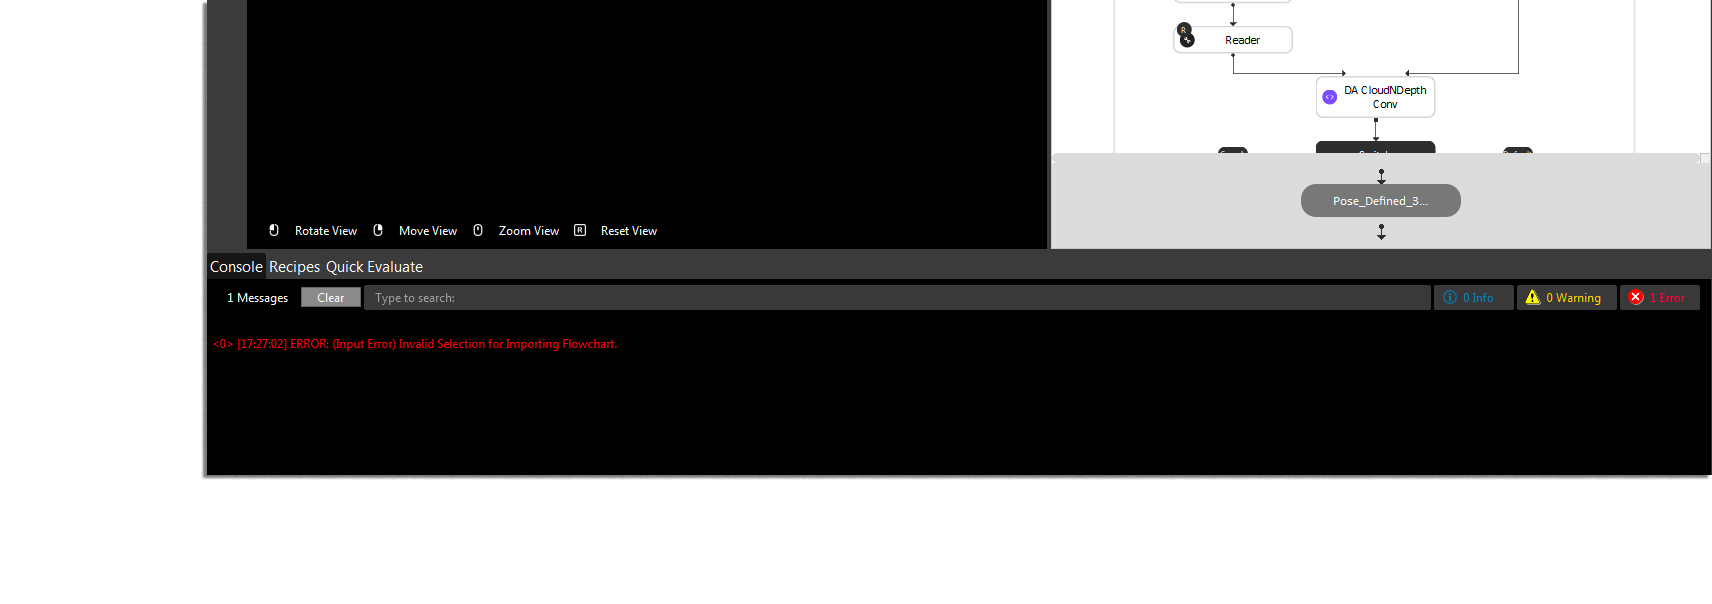 R
Reader
DA CloudNDepth
Conv
Pose_Defined_3...
Rotate View
Move View
Zoom View
R
Reset View
Console Recipes Quick Evaluate
1 Messages
Clear
Type to search:
0 Info
0 Warning
1 Error
<0> [17:27:02] ERROR: (Input Error) Invalid Selection for Importing Flowchart.